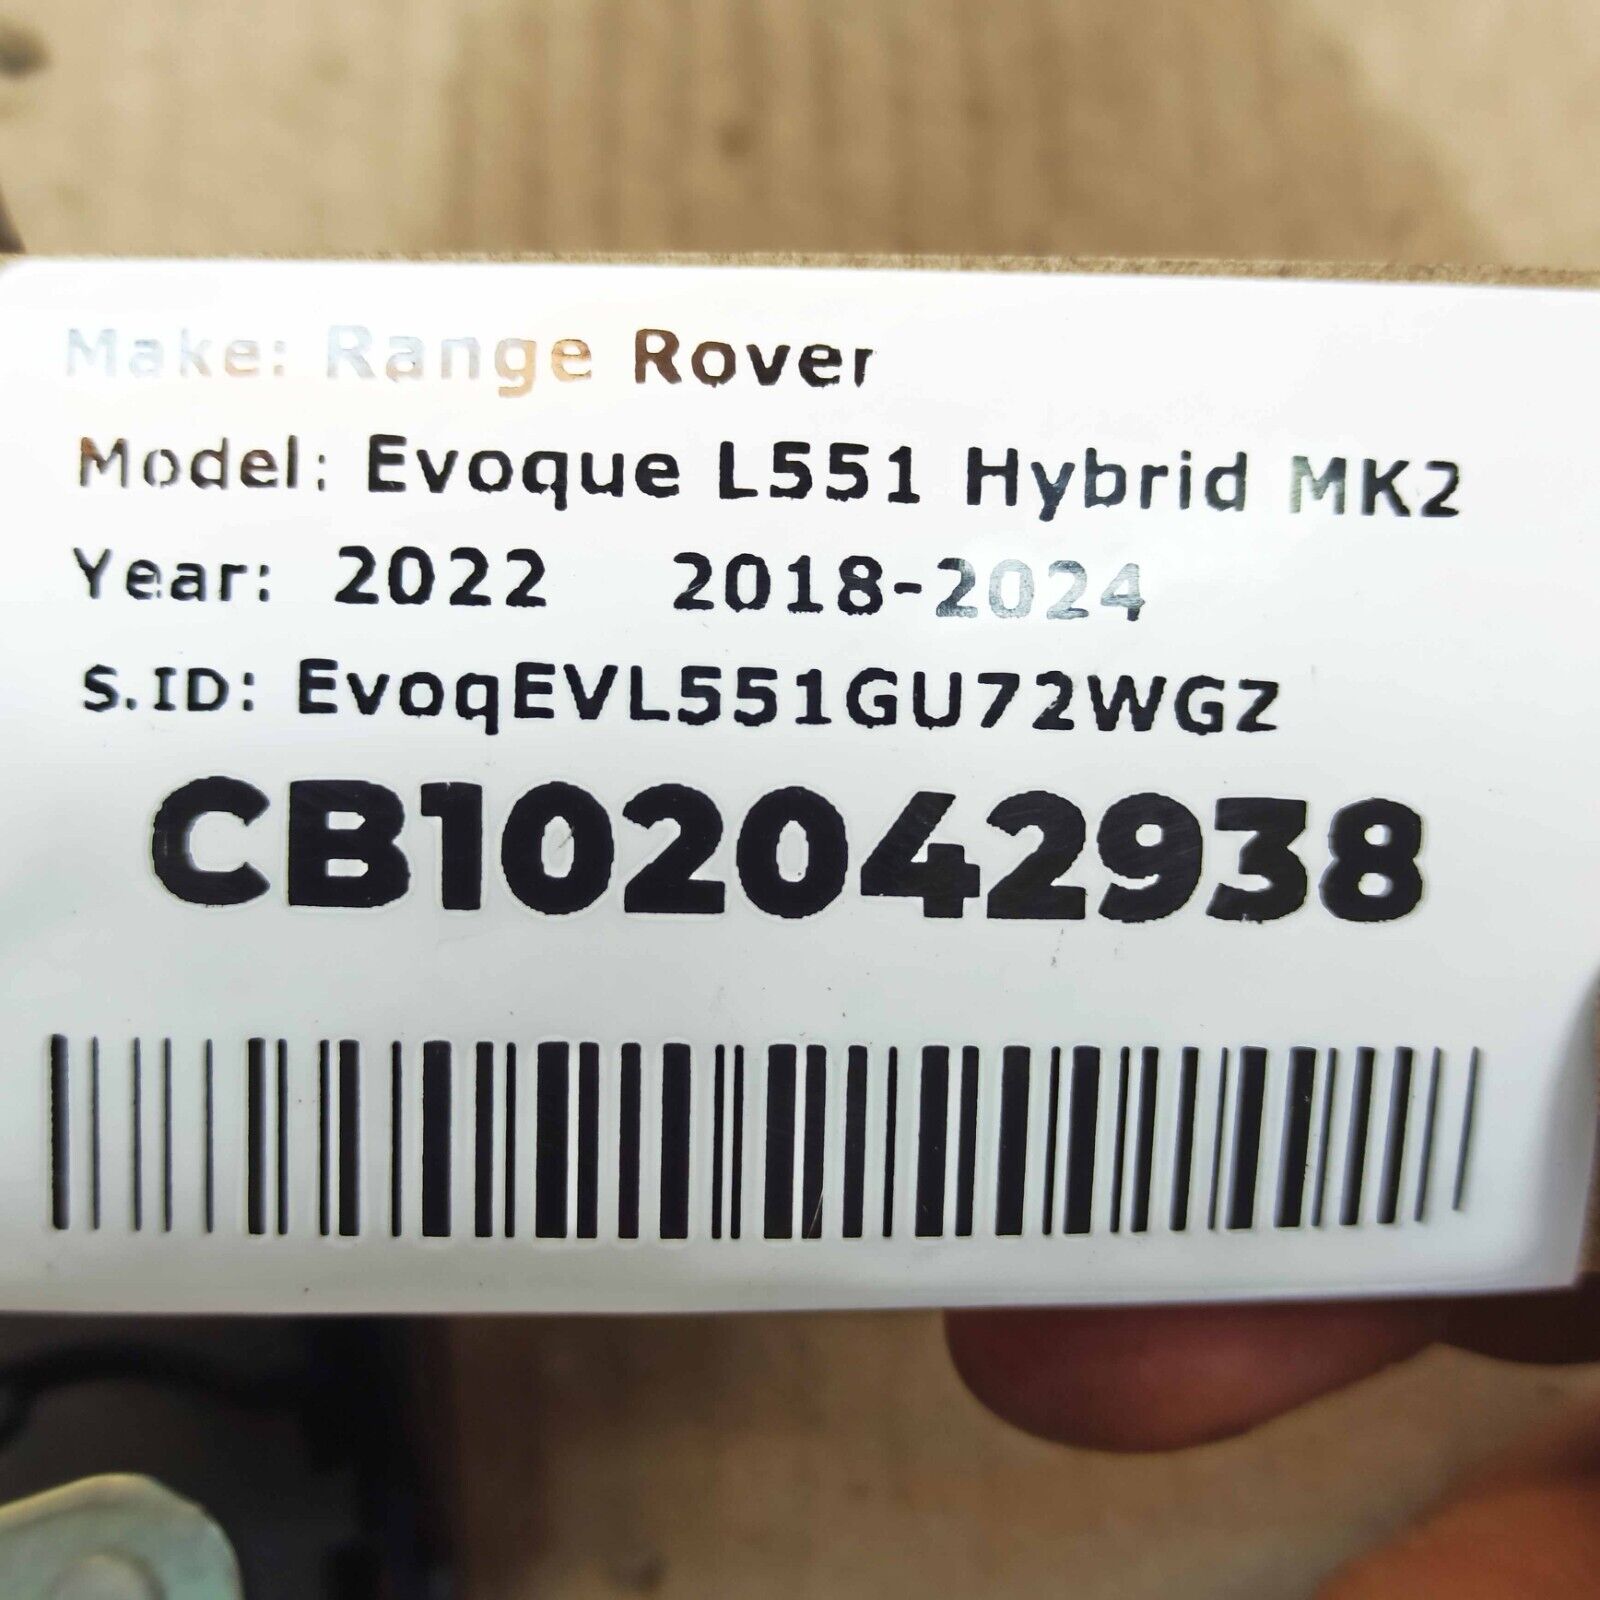 Make: Range Rover
Model: Evoque L551 Hybrid MK2
Year: 2022 2018-2024
S.ID: EvoqEVL551GU72WGZ
CB102042938